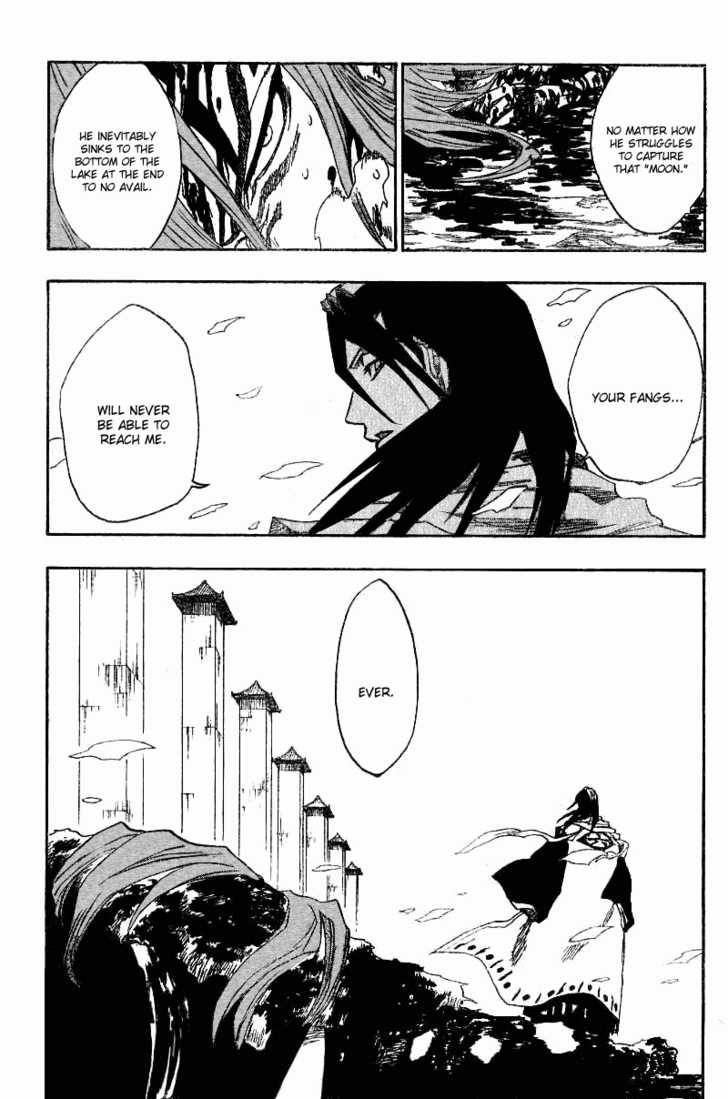 NO MATTER HOW
HE STRUGGLES
TO CAPTURE
THAT "MOON."
HE INEVITABLY
SINKS TO THE
BOTTOM OF THE
LAKE AT THE END
TO NO AVAIL.
YOUR FANGS...
WILL NEVER
BE ABLE TO
REACH ME.
EVER.